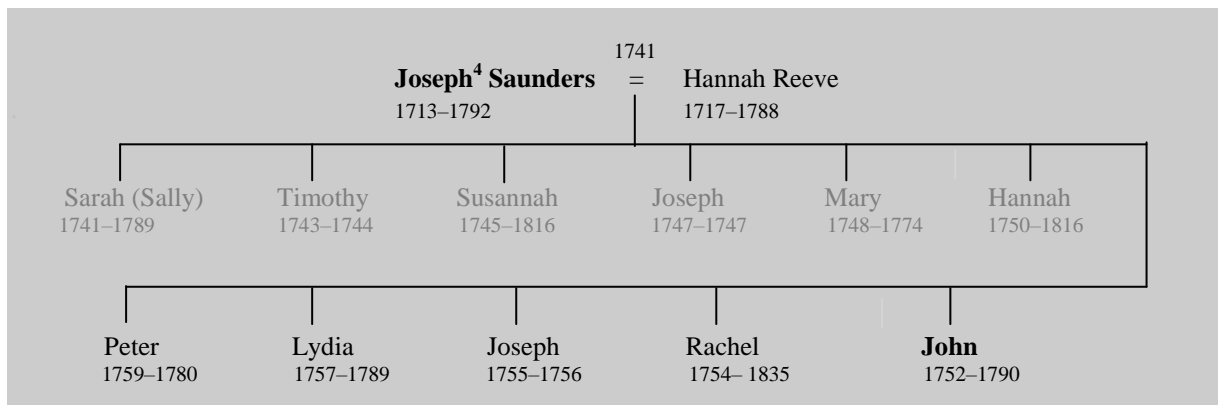 1741
Joseph⁴ Saunders = Hannah Reeve
1713–1792 1717–1788
Sarah (Sally) Timothy Susannah Joseph Mary Hannah
1741–1789 1743–1744 1745–1816 1747–1747 1748–1774 1750–1816
Peter Lydia Joseph Rachel John
1759–1780 1757–1789 1755–1756 1754– 1835 1752–1790